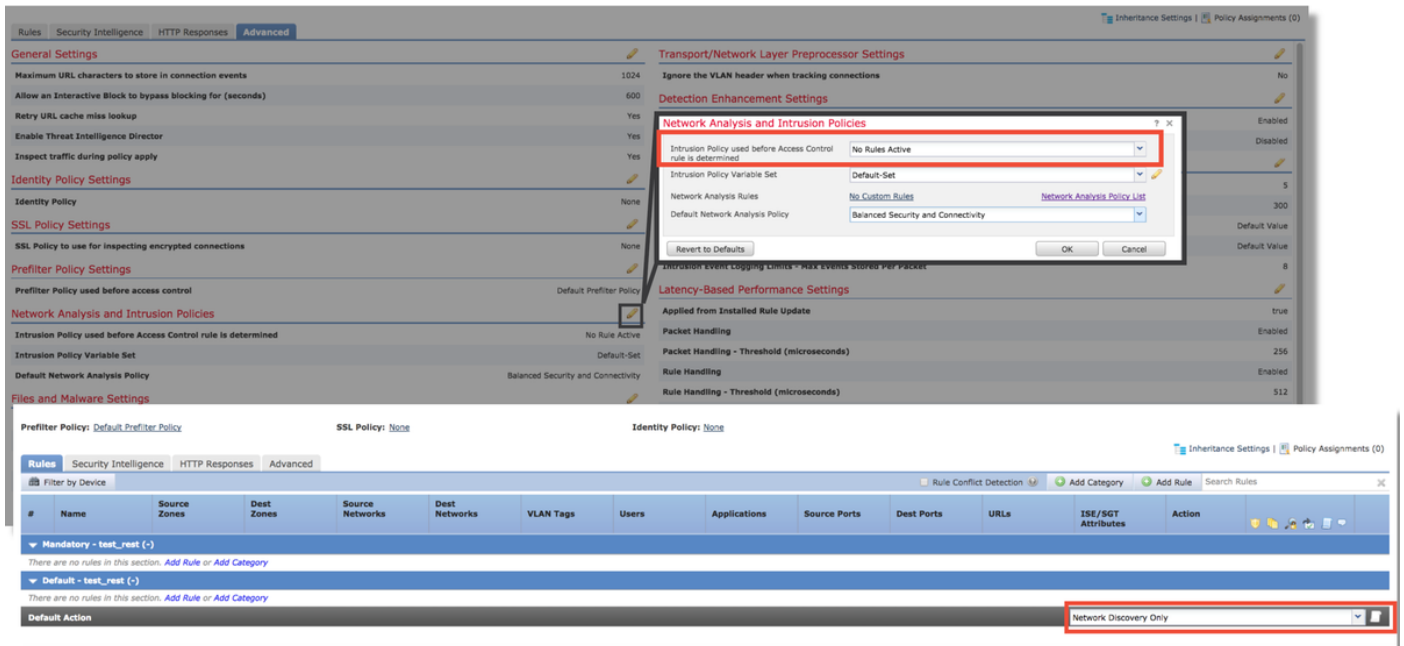 Inheritance Settings | Policy Assignments (0)
Rules Security Intelligence HTTP Responses Advanced
General Settings
Maximum URL characters to store in connection events 1024
Allow an Interactive Block to bypass blocking for (seconds) 600
Retry URL cache miss lookup Yes
Enable Threat Intelligence Director Yes
Inspect traffic during policy apply Yes
Identity Policy Settings
Identity Policy None
SSL Policy Settings
SSL Policy to use for inspecting encrypted connections None
Prefilter Policy Settings
Prefilter Policy used before access control Default Prefilter Policy
Network Analysis and Intrusion Policies
Intrusion Policy used before Access Control rule is determined No Rule Active
Intrusion Policy Variable Set Default-Set
Default Network Analysis Policy Balanced Security and Connectivity
Files and Malware Settings
Transport/Network Layer Preprocessor Settings
Ignore the VLAN header when tracking connections No
Detection Enhancement Settings
Enabled
Disabled
5
300
Default Value
Default Value
Intrusion Event Logging Limits - Max Events Stored Per Packet 8
Latency-Based Performance Settings
Applied from Installed Rule Update true
Packet Handling Enabled
Packet Handling - Threshold (microseconds) 256
Rule Handling Enabled
Rule Handling - Threshold (microseconds) 512
Network Analysis and Intrusion Policies ? ×
Intrusion Policy used before Access Control No Rules Active
rule is determined
Intrusion Policy Variable Set Default-Set
Network Analysis Rules No Custom Rules Network Analysis Policy List
Default Network Analysis Policy Balanced Security and Connectivity
Revert to Defaults OK Cancel
Prefilter Policy: Default Prefilter Policy SSL Policy: None Identity Policy: None
Inheritance Settings | Policy Assignments (0)
Rules Security Intelligence HTTP Responses Advanced
Filter by Device Rule Conflict Detection Add Category Add Rule Search Rules
# Name Source Zones Dest Zones Source Networks Dest Networks VLAN Tags Users Applications Source Ports Dest Ports URLs ISE/SGT Attributes Action
Mandatory - test_rest (-)
There are no rules in this section. Add Rule or Add Category
Default - test_rest (-)
There are no rules in this section. Add Rule or Add Category
Default Action Network Discovery Only